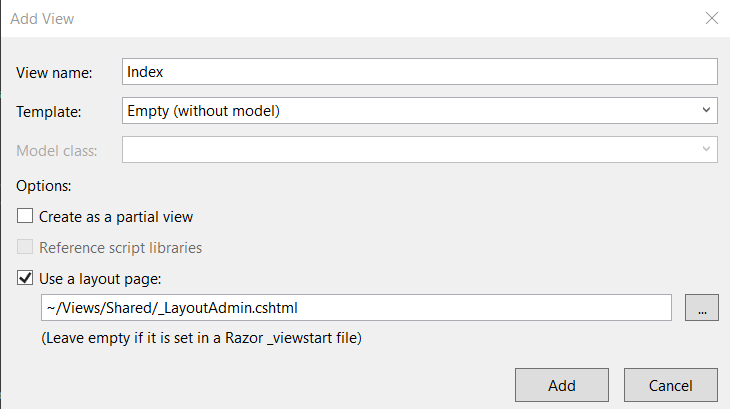 Add View
View name: Index
Template: Empty (without model)
Model class:
Options:
Create as a partial view
Reference script libraries
Use a layout page:
~/Views/Shared/_LayoutAdmin.cshtml ...
(Leave empty if it is set in a Razor _viewstart file)
Add Cancel